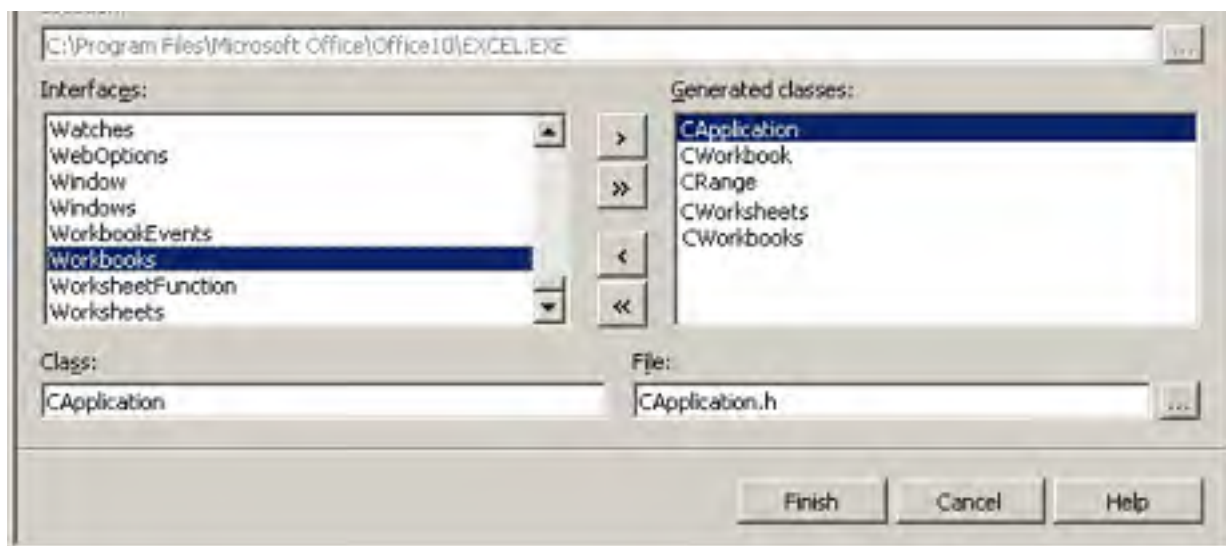 C:\Program Files\Microsoft Office\Office10\EXCEL.EXE
...
Interfaces:
Generated classes:
Watches
WebOptions
Window
Windows
WorkbookEvents
Workbooks
WorksheetFunction
Worksheets
>
>>
<
<<
CApplication
CWorkbook
CRange
CWorksheets
CWorkbooks
Class:
File:
CApplication
CApplication.h
...
Finish
Cancel
Help